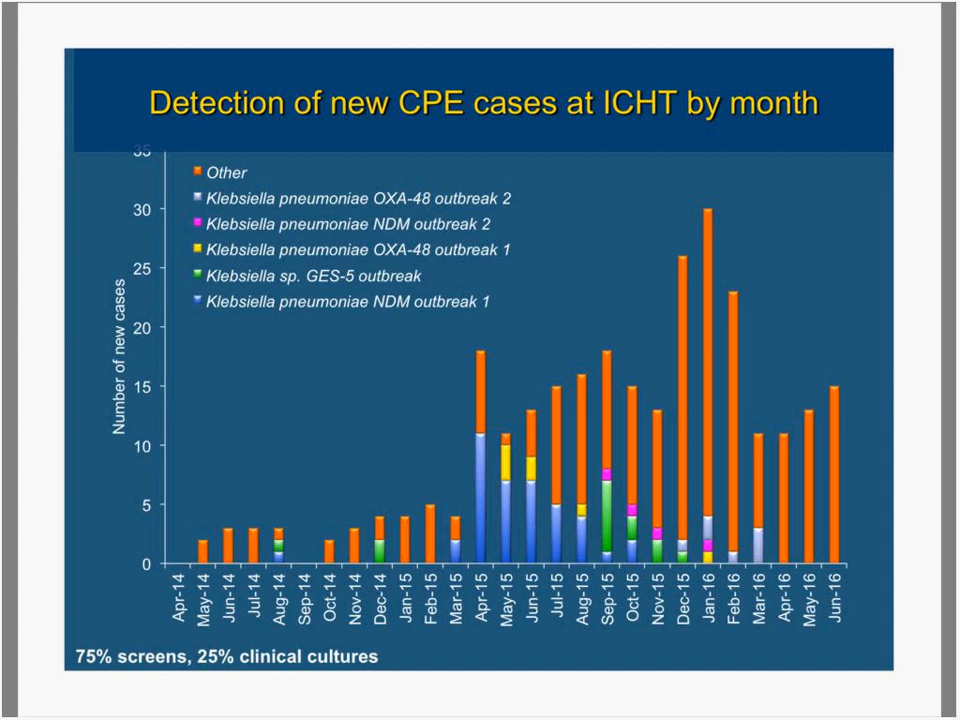 Detection of new CPE cases at ICHT by month
35
30
25
20
15
10
5
0
Number of new cases
Other
Klebsiella pneumoniae OXA-48 outbreak 2
Klebsiella pneumoniae NDM outbreak 2
Klebsiella pneumoniae OXA-48 outbreak 1
Klebsiella sp. GES-5 outbreak
Klebsiella pneumoniae NDM outbreak 1
Apr-14
May-14
Jun-14
Jul-14
Aug-14
Sep-14
Oct-14
Nov-14
Dec-14
Jan-15
Feb-15
Mar-15
Apr-15
May-15
Jun-15
Jul-15
Aug-15
Sep-15
Oct-15
Nov-15
Dec-15
Jan-16
Feb-16
Mar-16
Apr-16
May-16
Jun-16
75% screens, 25% clinical cultures